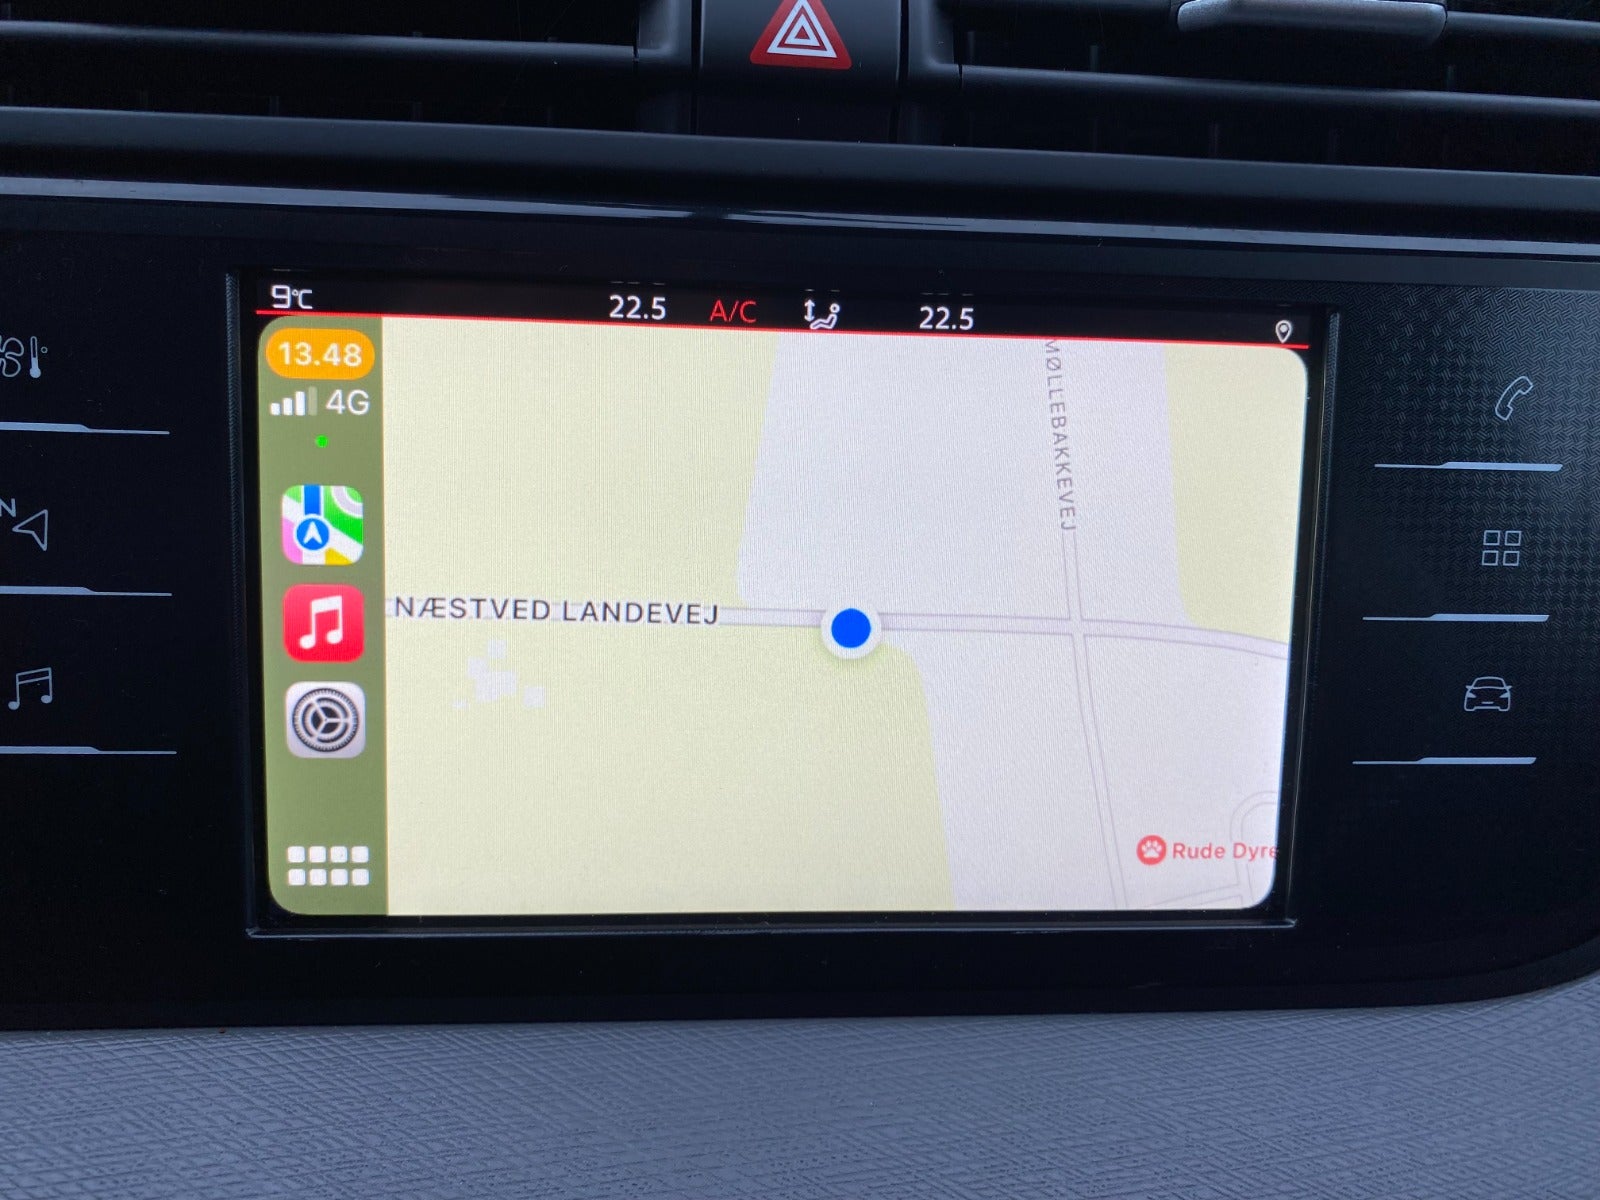 9°C
22.5 A/C 22.5
13.48
4G
N
MØLLEBAKKEVEJ
NÆSTVED LANDEVEJ
Rude Dyre